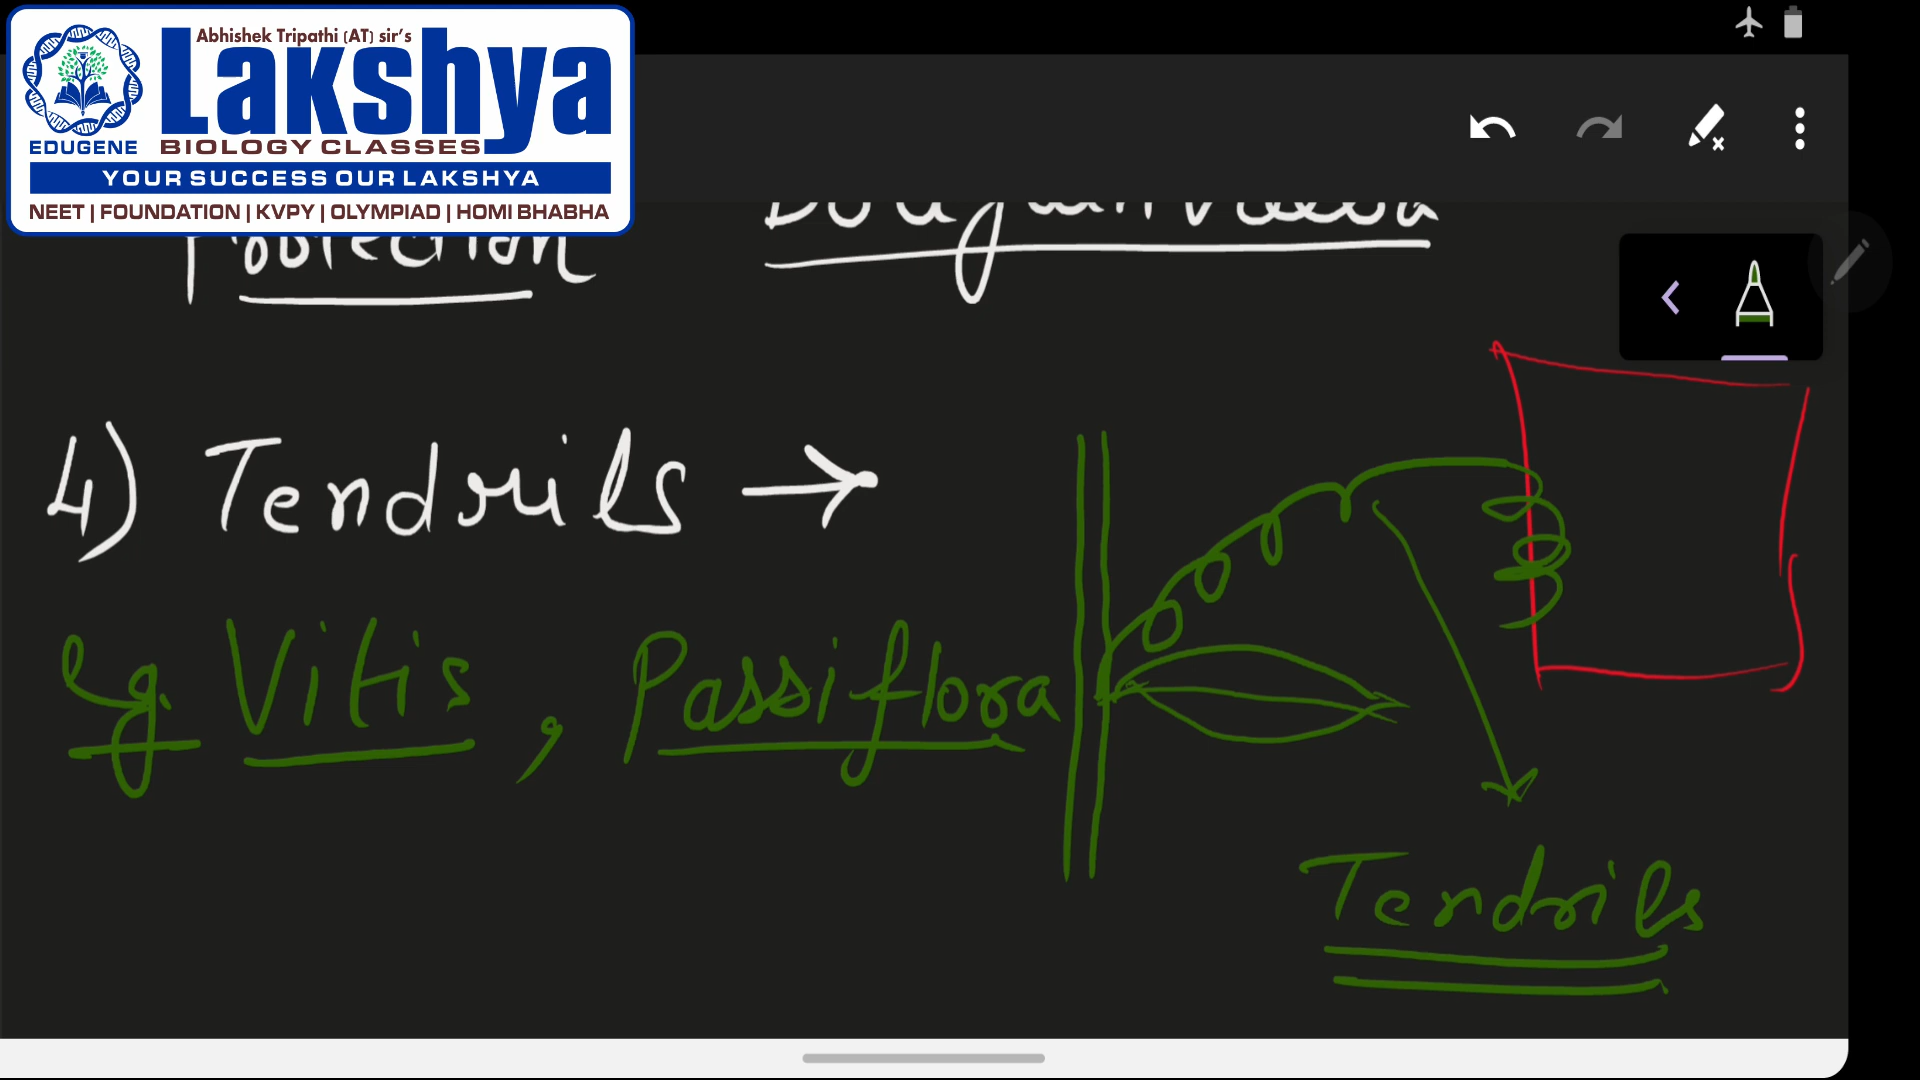 Abhishek Tripathi (AT) sir's
Lakshya
EDUGENE
BIOLOGY CLASSES
YOUR SUCCESS OUR LAKSHYA
NEET | FOUNDATION | KVPY | OLYMPIAD | HOMI BHABHA
Protection
4) Tendrils →
eg. Vitis, Passiflora
Tendrils